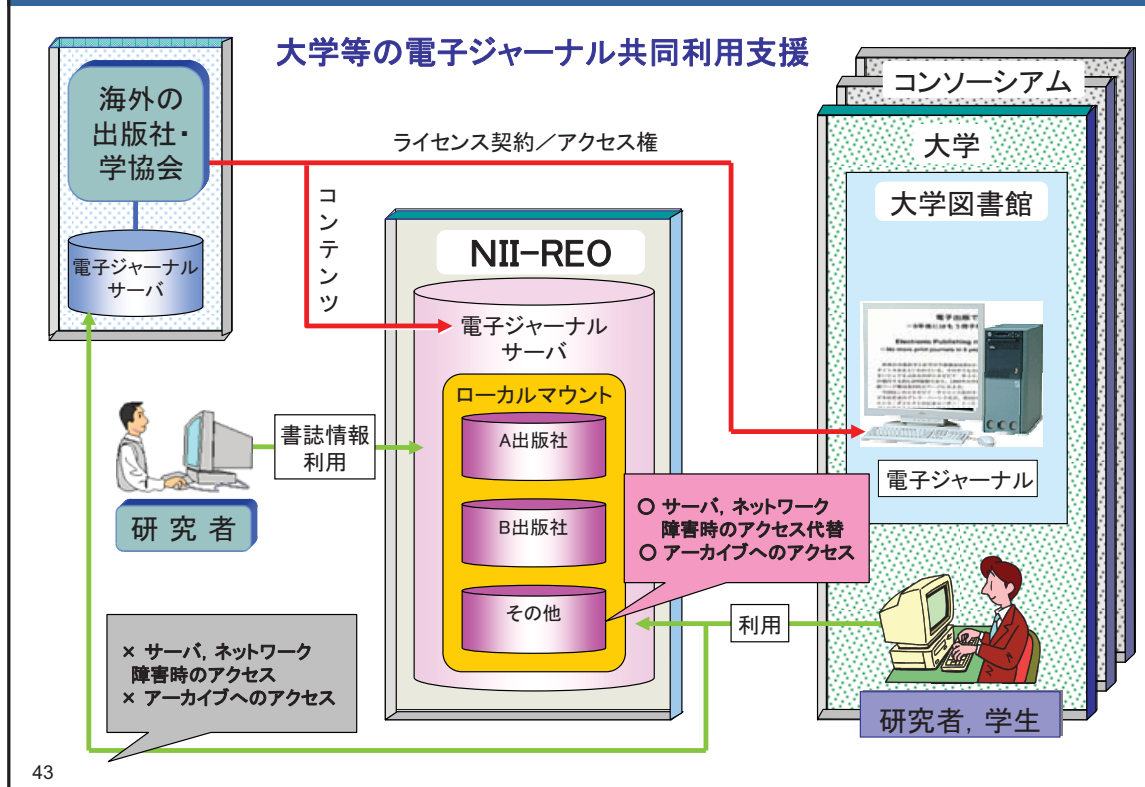 大学等の電子ジャーナル共同利用支援
海外の
出版社・
学協会
電子ジャーナル
サーバ
ライセンス契約／アクセス権
コンテンツ
NII-REO
電子ジャーナル
サーバ
ローカルマウント
A出版社
B出版社
その他
書誌情報
利用
研究者
コンソーシアム
大学
大学図書館
電子出版で
Electronic Publishing
電子ジャーナル
○ サーバ，ネットワーク
障害時のアクセス代替
○ アーカイブへのアクセス
利用
研究者，学生
× サーバ，ネットワーク
障害時のアクセス
× アーカイブへのアクセス
43